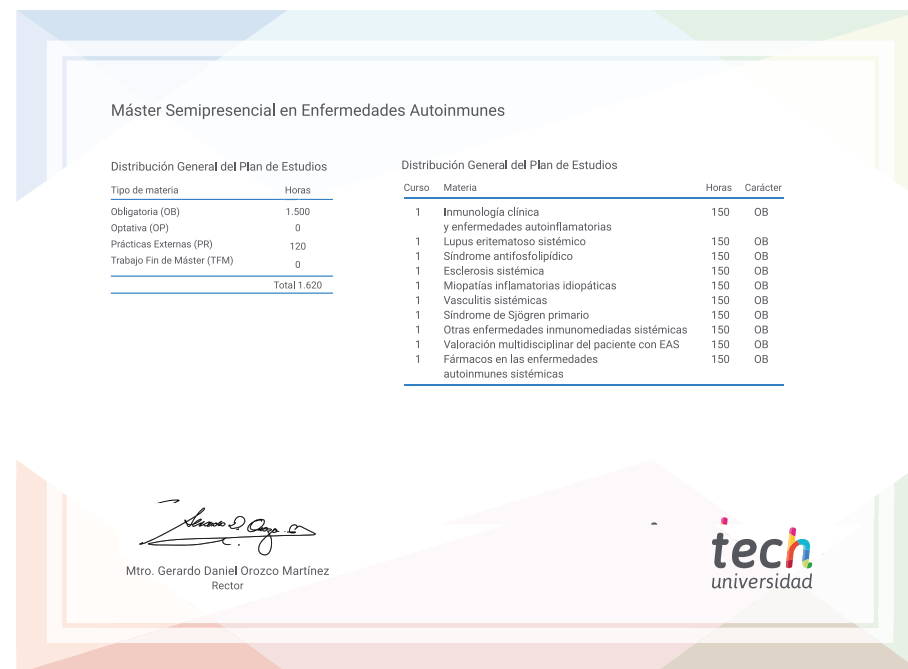 Máster Semipresencial en Enfermedades Autoinmunes
Distribución General del Plan de Estudios
Tipo de materia Horas
Obligatoria (OB) 1.500
Optativa (OP) 0
Prácticas Externas (PR) 120
Trabajo Fin de Máster (TFM) 0
Total 1.620
Distribución General del Plan de Estudios
Curso Materia Horas Carácter
1 Inmunología clínica 150 OB
y enfermedades autoinflamatorias
1 Lupus eritematoso sistémico 150 OB
1 Síndrome antifosfolipídico 150 OB
1 Esclerosis sistémica 150 OB
1 Miopatías inflamatorias idiopáticas 150 OB
1 Vasculitis sistémicas 150 OB
1 Síndrome de Sjögren primario 150 OB
1 Otras enfermedades inmunomediadas sistémicas 150 OB
1 Valoración multidisciplinar del paciente con EAS 150 OB
1 Fármacos en las enfermedades 150 OB
autoinmunes sistémicas
Mtro. Gerardo Daniel Orozco Martínez
Rector
tech
universidad